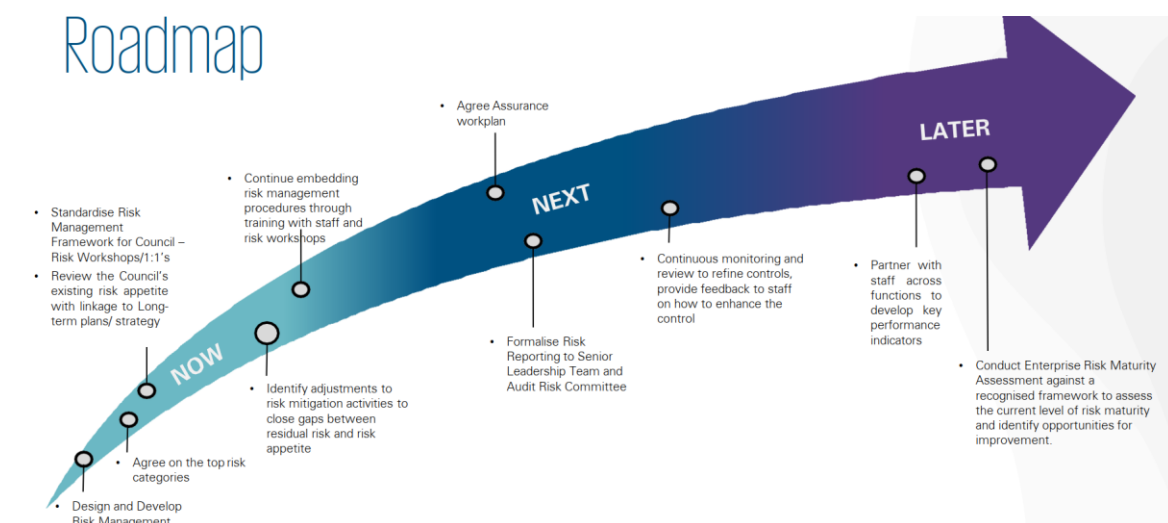 Roadmap
• Agree Assurance
workplan
LATER
• Continue embedding
risk management
procedures through
training with staff and
risk workshops
NEXT
• Standardise Risk
Management
Framework for Council –
Risk Workshops/1:1's
• Review the Council's
existing risk appetite
with linkage to Long-
term plans/ strategy
• Continuous monitoring and
review to refine controls,
provide feedback to staff
on how to enhance the
control
• Partner with
staff across
functions to
develop key
performance
indicators
• Formalise Risk
Reporting to Senior
Leadership Team and
Audit Risk Committee
NOW
• Identify adjustments to
risk mitigation activities to
close gaps between
residual risk and risk
appetite
• Conduct Enterprise Risk Maturity
Assessment against a
recognised framework to assess
the current level of risk maturity
and identify opportunities for
improvement.
• Agree on the top risk
categories
• Design and Develop
Risk Management